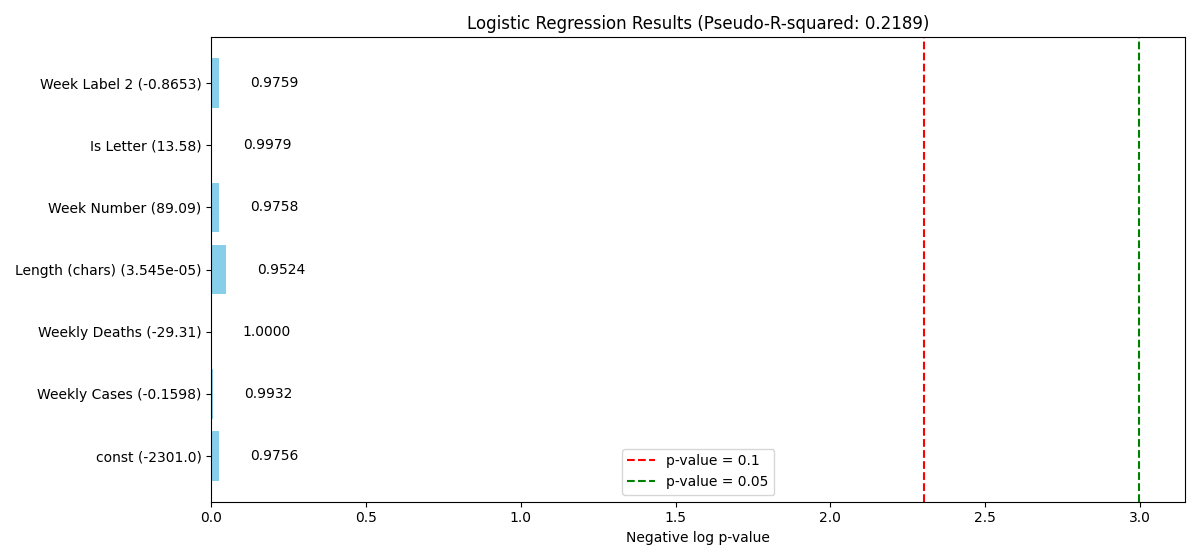 Logistic Regression Results (Pseudo-R-squared: 0.2189)
Week Label 2 (-0.8653) 0.9759
Is Letter (13.58) 0.9979
Week Number (89.09) 0.9758
Length (chars) (3.545e-05) 0.9524
Weekly Deaths (-29.31) 1.0000
Weekly Cases (-0.1598) 0.9932
const (-2301.0) 0.9756
p-value = 0.1
p-value = 0.05
0.0 0.5 1.0 1.5 2.0 2.5 3.0
Negative log p-value